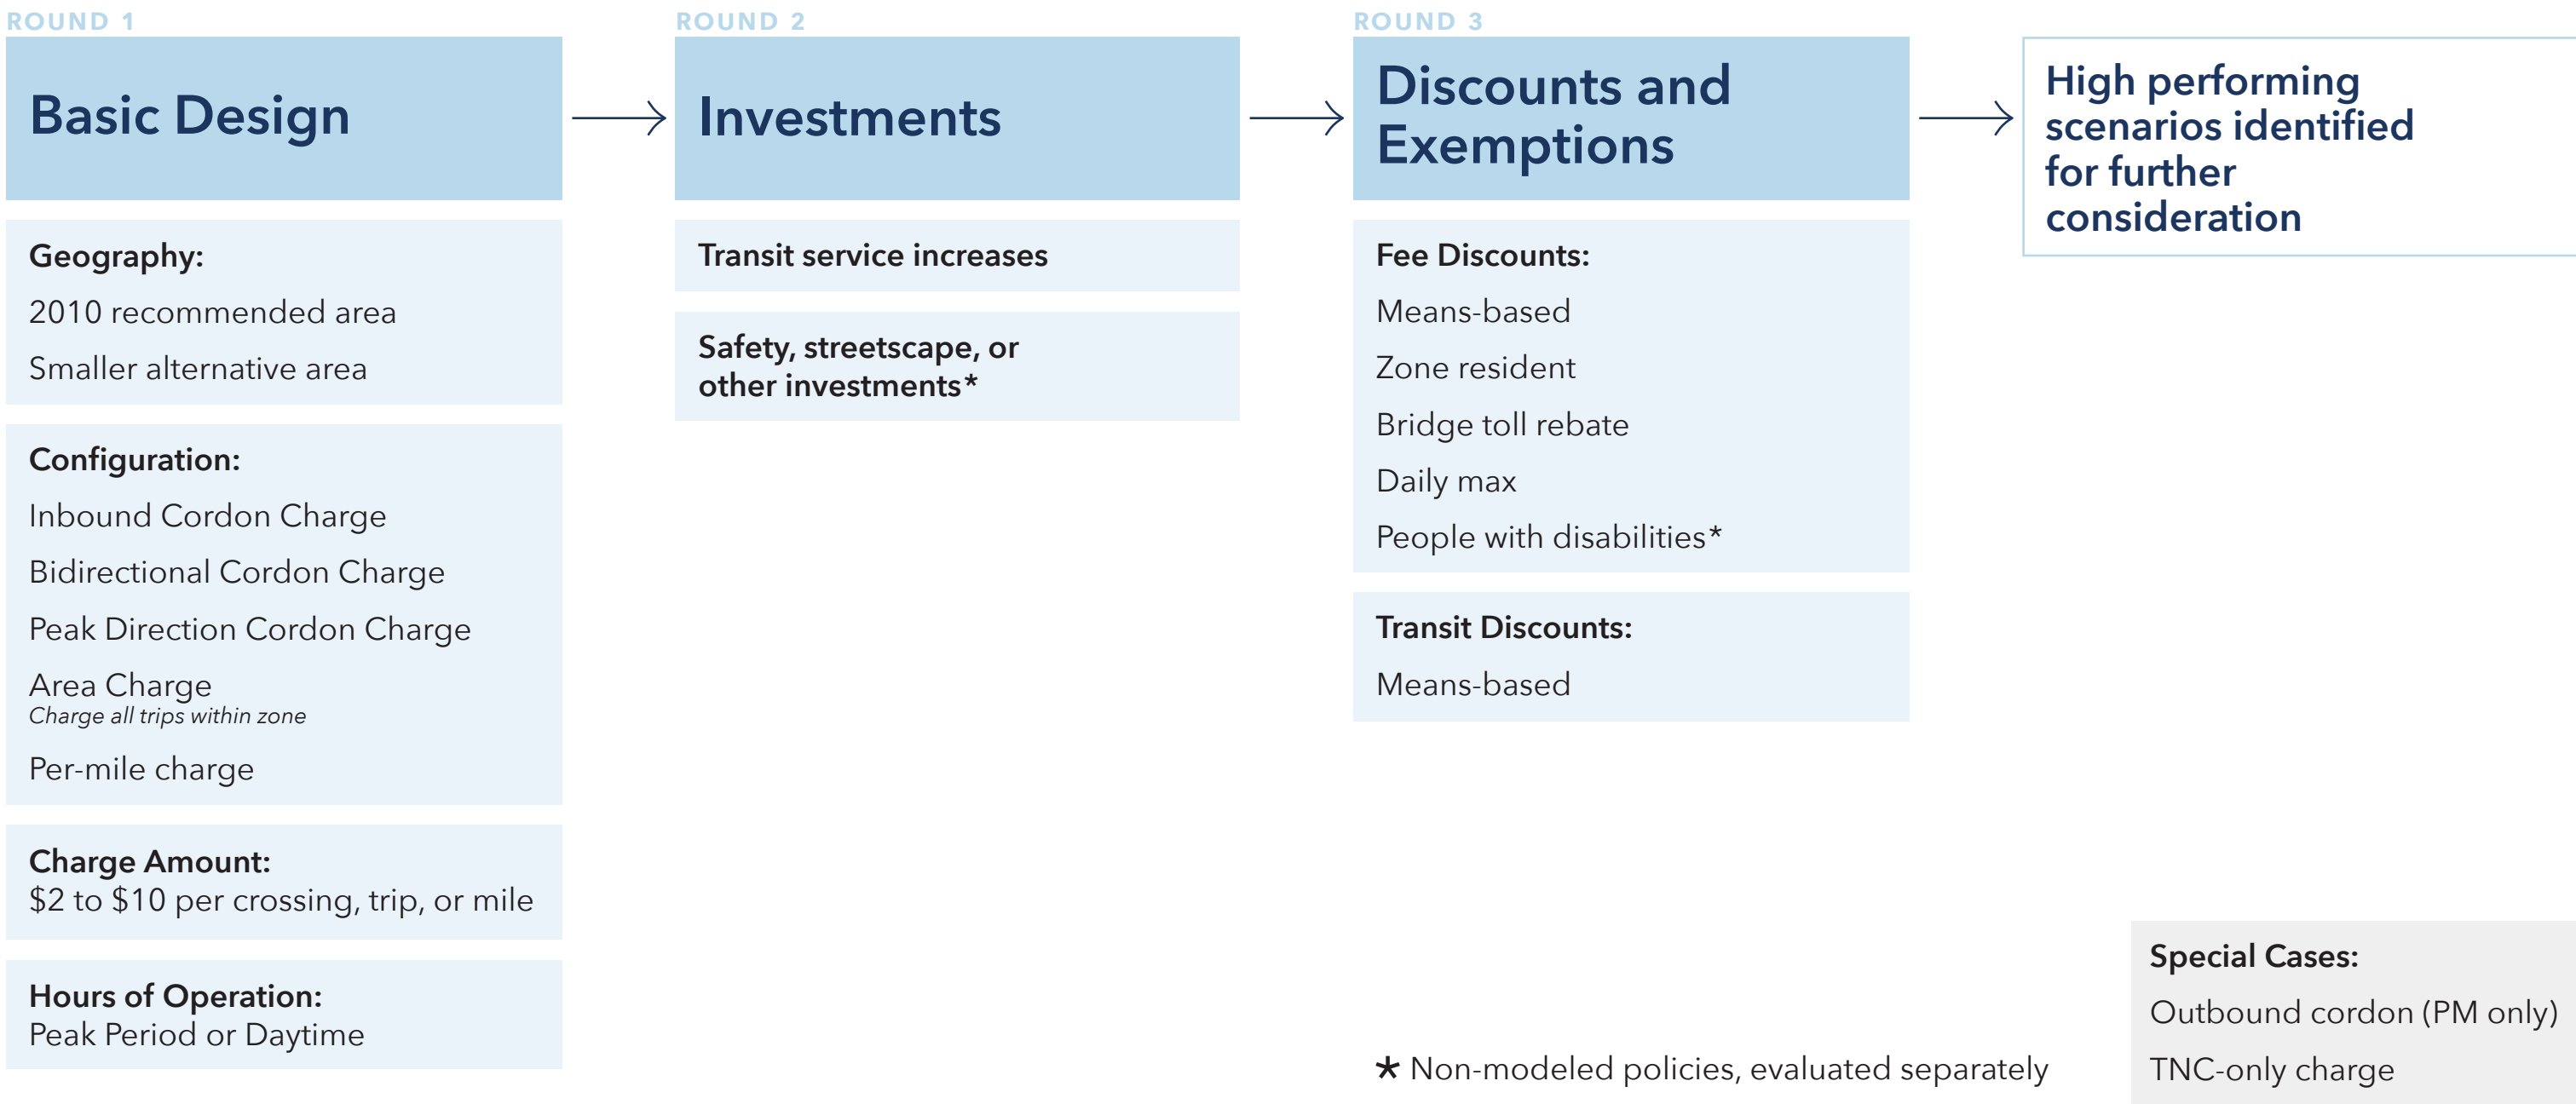 ROUND 1
Basic Design
Geography:
2010 recommended area
Smaller alternative area
Configuration:
Inbound Cordon Charge
Bidirectional Cordon Charge
Peak Direction Cordon Charge
Area Charge
Charge all trips within zone
Per-mile charge
Charge Amount:
$2 to $10 per crossing, trip, or mile
Hours of Operation:
Peak Period or Daytime
ROUND 2
Investments
Transit service increases
Safety, streetscape, or
other investments*
ROUND 3
Discounts and
Exemptions
Fee Discounts:
Means-based
Zone resident
Bridge toll rebate
Daily max
People with disabilities*
Transit Discounts:
Means-based
High performing
scenarios identified
for further
consideration
* Non-modeled policies, evaluated separately
Special Cases:
Outbound cordon (PM only)
TNC-only charge